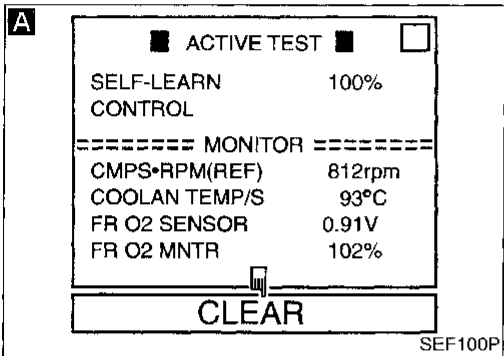 A
■ ACTIVE TEST ■
SELF-LEARN 100%
CONTROL
======== MONITOR ========
CMPS•RPM(REF) 812rpm
COOLAN TEMP/S 93°C
FR O2 SENSOR 0.91V
FR O2 MNTR 102%
CLEAR
SEF100P